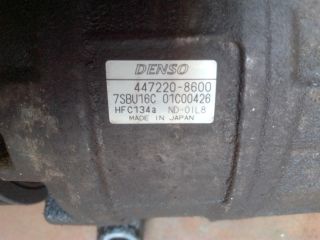 DENSO
447220-8600
7SBU16C 01C00426
HFC134a ND-OIL8
MADE IN JAPAN